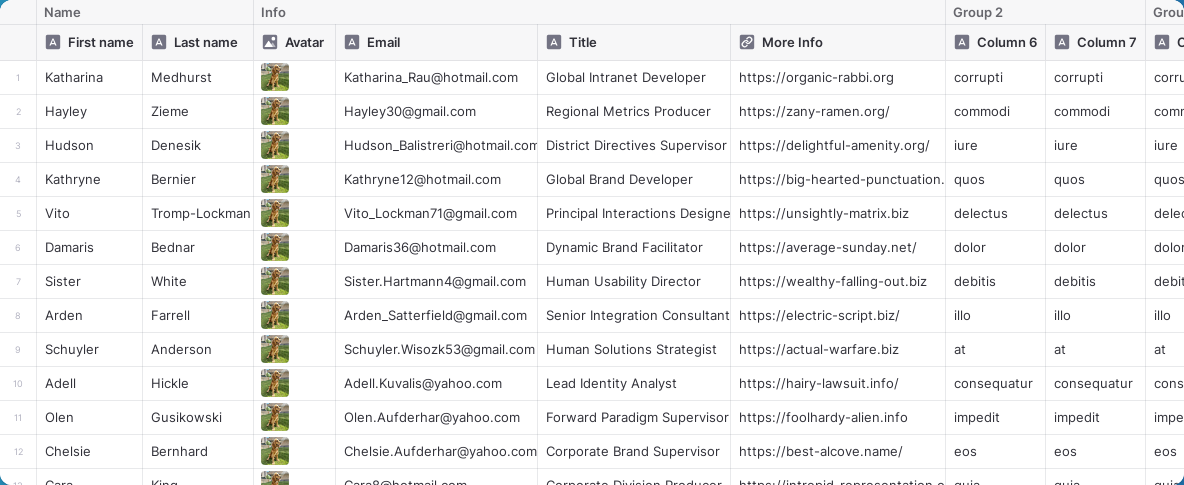 Name Info Group 2 Grou
First name Last name Avatar Email Title More Info Column 6 Column 7 C
1 Katharina Medhurst Katharina_Rau@hotmail.com Global Intranet Developer https://organic-rabbi.org corrupti corrupti corru
2 Hayley Zieme Hayley30@gmail.com Regional Metrics Producer https://zany-ramen.org/ commodi commodi comm
3 Hudson Denesik Hudson_Balistreri@hotmail.com District Directives Supervisor https://delightful-amenity.org/ iure iure iure
4 Kathryne Bernier Kathryne12@hotmail.com Global Brand Developer https://big-hearted-punctuation. quos quos quos
5 Vito Tromp-Lockman Vito_Lockman71@gmail.com Principal Interactions Designe https://unsightly-matrix.biz delectus delectus delec
6 Damaris Bednar Damaris36@hotmail.com Dynamic Brand Facilitator https://average-sunday.net/ dolor dolor dolor
7 Sister White Sister.Hartmann4@gmail.com Human Usability Director https://wealthy-falling-out.biz debitis debitis debit
8 Arden Farrell Arden_Satterfield@gmail.com Senior Integration Consultant https://electric-script.biz/ illo illo illo
9 Schuyler Anderson Schuyler.Wisozk53@gmail.com Human Solutions Strategist https://actual-warfare.biz at at at
10 Adell Hickle Adell.Kuvalis@yahoo.com Lead Identity Analyst https://hairy-lawsuit.info/ consequatur consequatur cons
11 Olen Gusikowski Olen.Aufderhar@yahoo.com Forward Paradigm Supervisor https://foolhardy-alien.info impedit impedit impe
12 Chelsie Bernhard Chelsie.Aufderhar@yahoo.com Corporate Brand Supervisor https://best-alcove.name/ eos eos eos
Cara8@hotmail.com Corporate Division Producer